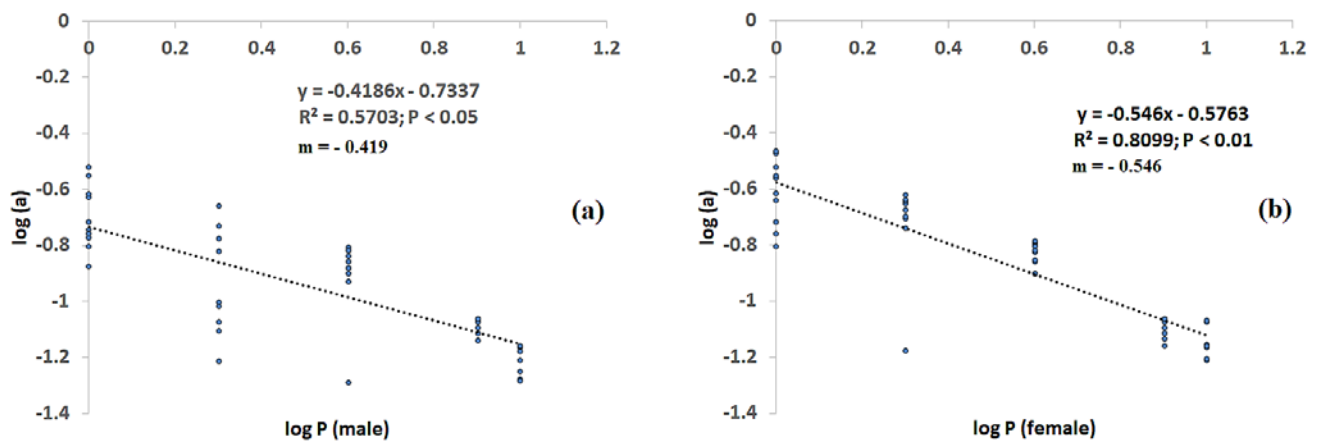 0
0 0.2 0.4 0.6 0.8 1 1.2
-0.2
-0.4
-0.6
-0.8
-1
-1.2
-1.4
log (a)
y = -0.4186x - 0.7337
R² = 0.5703; P < 0.05
m = - 0.419
(a)
log P (male)
0
0 0.2 0.4 0.6 0.8 1 1.2
-0.2
-0.4
-0.6
-0.8
-1
-1.2
-1.4
log (a)
y = -0.546x - 0.5763
R² = 0.8099; P < 0.01
m = - 0.546
(b)
log P (female)